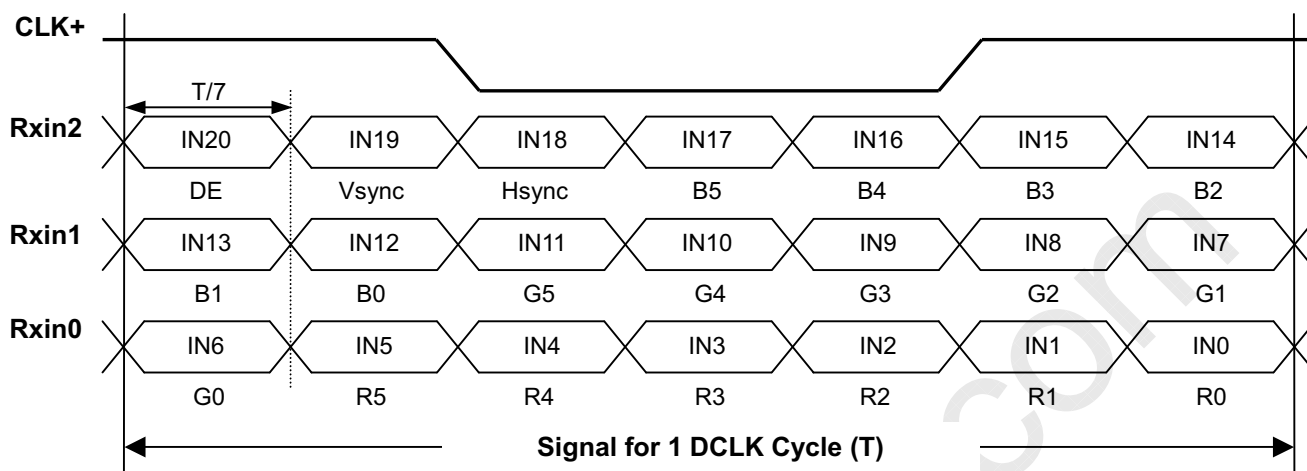 CLK+
T/7
Rxin2 IN20 IN19 IN18 IN17 IN16 IN15 IN14
DE Vsync Hsync B5 B4 B3 B2
Rxin1 IN13 IN12 IN11 IN10 IN9 IN8 IN7
B1 B0 G5 G4 G3 G2 G1
Rxin0 IN6 IN5 IN4 IN3 IN2 IN1 IN0
G0 R5 R4 R3 R2 R1 R0
Signal for 1 DCLK Cycle (T)
com